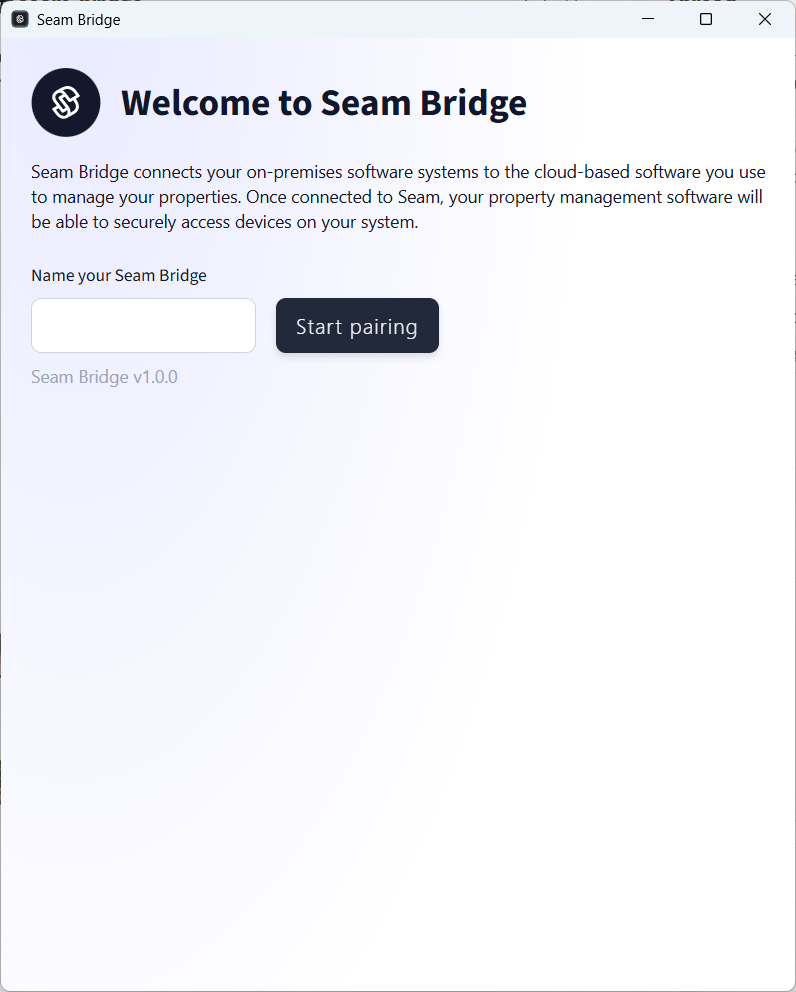 Seam Bridge
Welcome to Seam Bridge
Seam Bridge connects your on-premises software systems to the cloud-based software you use
to manage your properties. Once connected to Seam, your property management software will
be able to securely access devices on your system.
Name your Seam Bridge
Start pairing
Seam Bridge v1.0.0